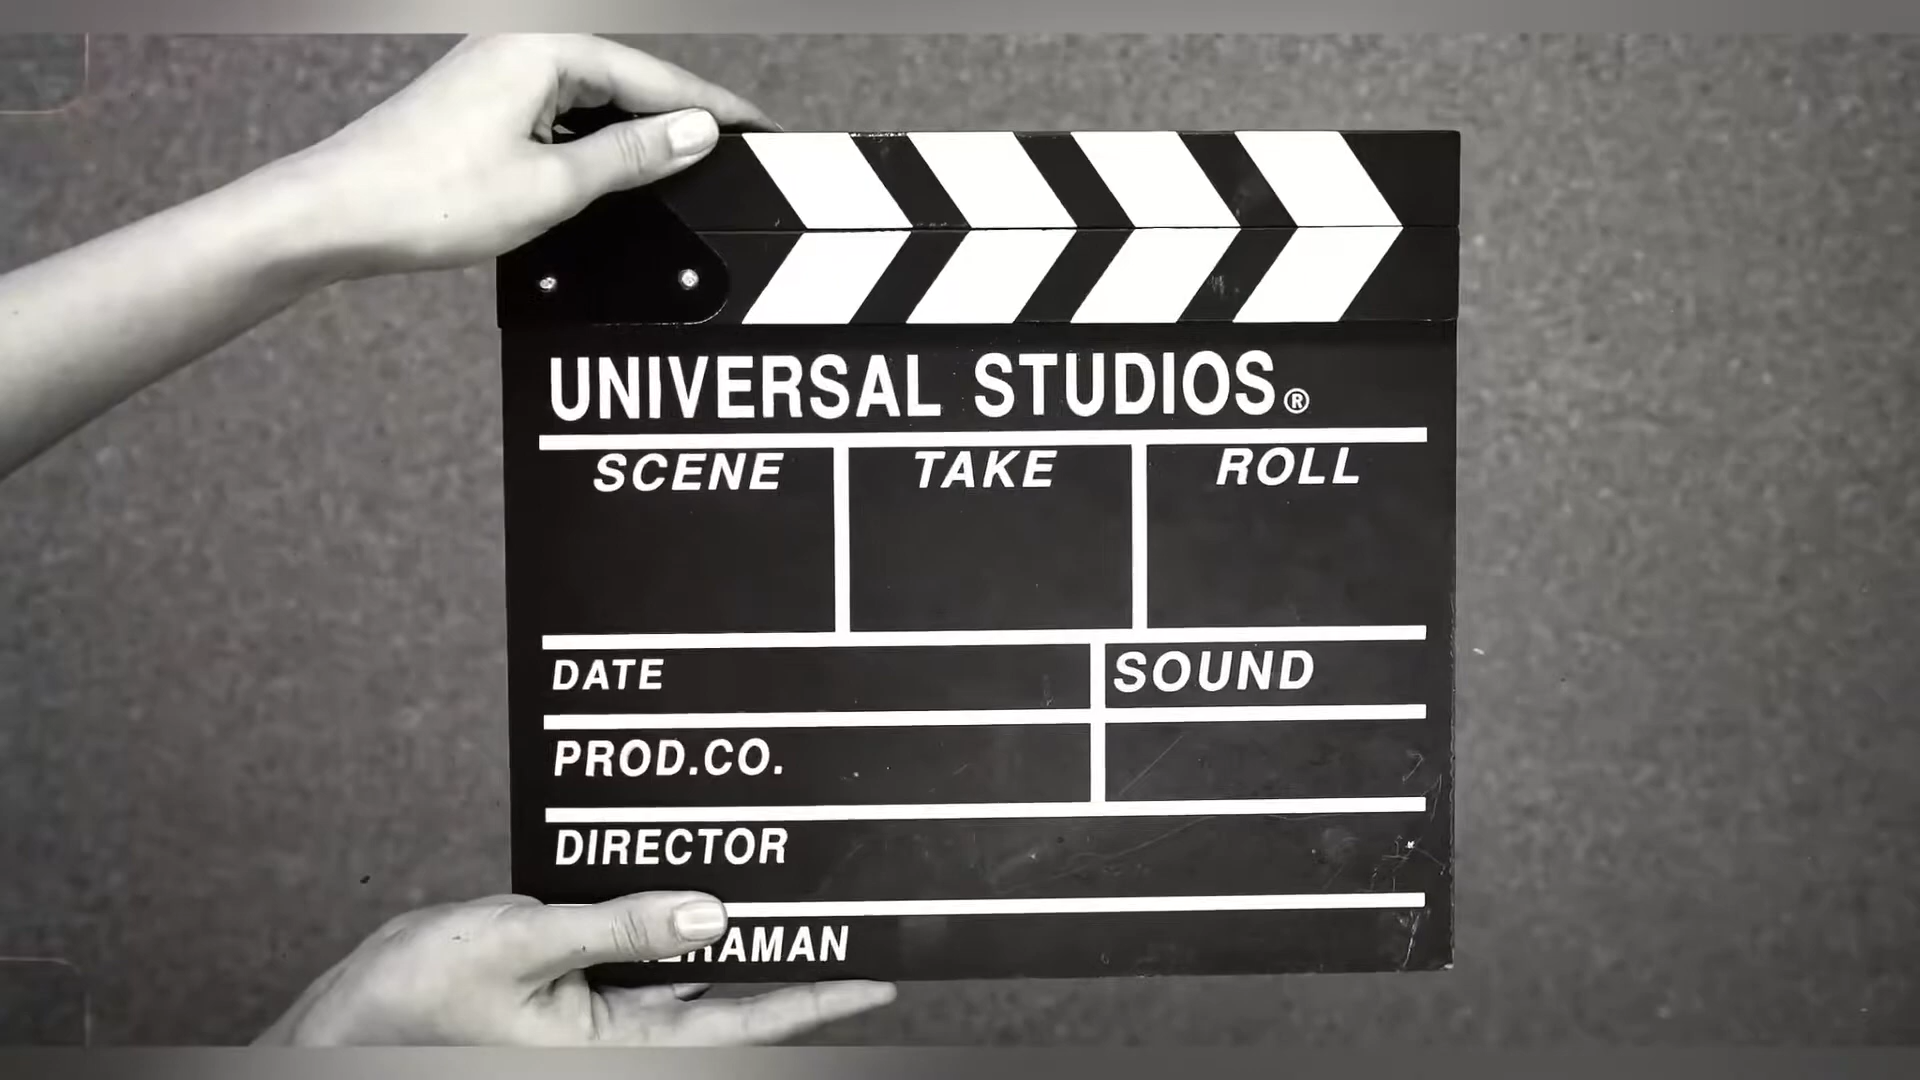 UNIVERSAL STUDIOS®
SCENE TAKE ROLL
DATE SOUND
PROD.CO.
DIRECTOR